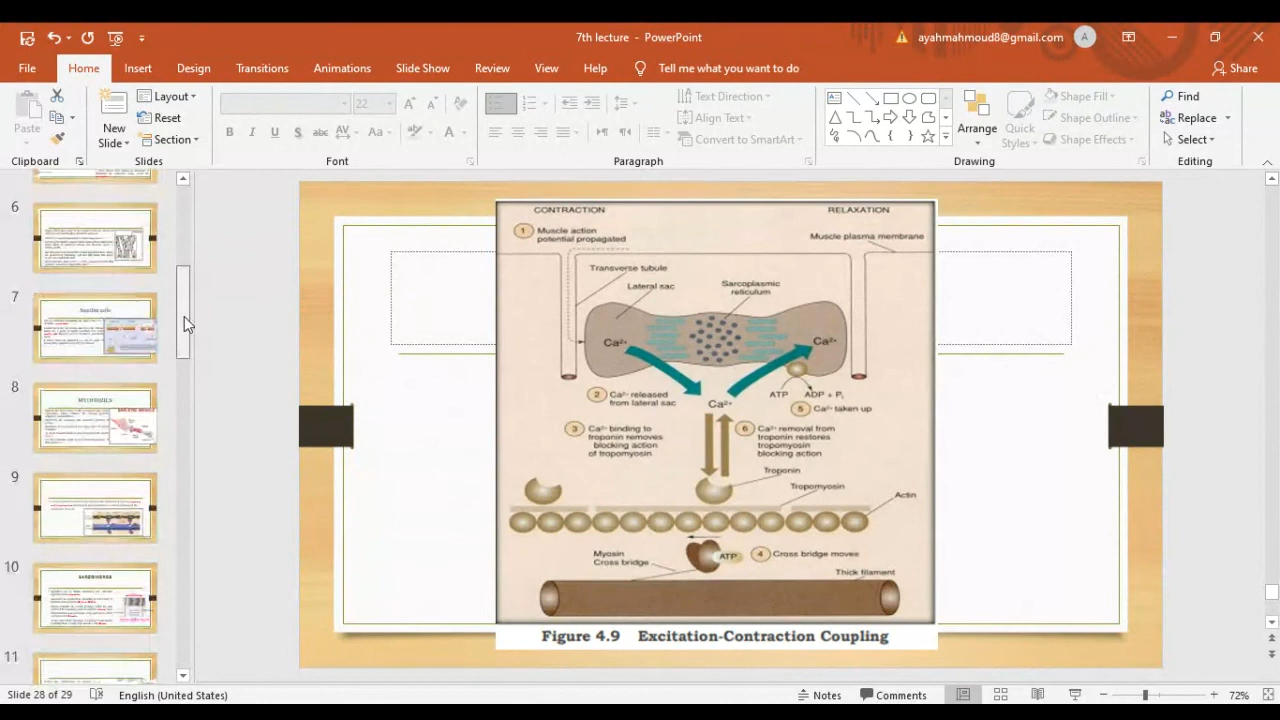 7th lecture - PowerPoint
ayahmahmoud8@gmail.com
A
File
Home
Insert
Design
Transitions
Animations
Slide Show
Review
View
Help
Tell me what you want to do
Share
Paste
New
Slide
Layout
Reset
Section
22
Text Direction
Align Text
Convert to SmartArt
Arrange
Quick
Styles
Shape Fill
Shape Outline
Shape Effects
Find
Replace
Select
Clipboard
Slides
Font
Paragraph
Drawing
Editing
6
7
8
MYOFIBRILS
9
10
11
CONTRACTION
RELAXATION
1 Muscle action
potential propagated
Muscle plasma membrane
Transverse tubule
Lateral sac
Sarcoplasmic
reticulum
Ca²⁺
Ca²⁺
2 Ca²⁺ released
from lateral sac
Ca²⁺
ATP
ADP + Pᵢ
5 Ca²⁺ taken up
3 Ca²⁺ binding to
troponin removes
blocking action
of tropomyosin
6 Ca²⁺ removal from
troponin restores
tropomyosin
blocking action
Troponin
Tropomyosin
Actin
Myosin
Cross bridge
ATP
4 Cross bridge moves
Thick filament
Figure 4.9 Excitation-Contraction Coupling
Slide 28 of 29
English (United States)
Notes
Comments
72%